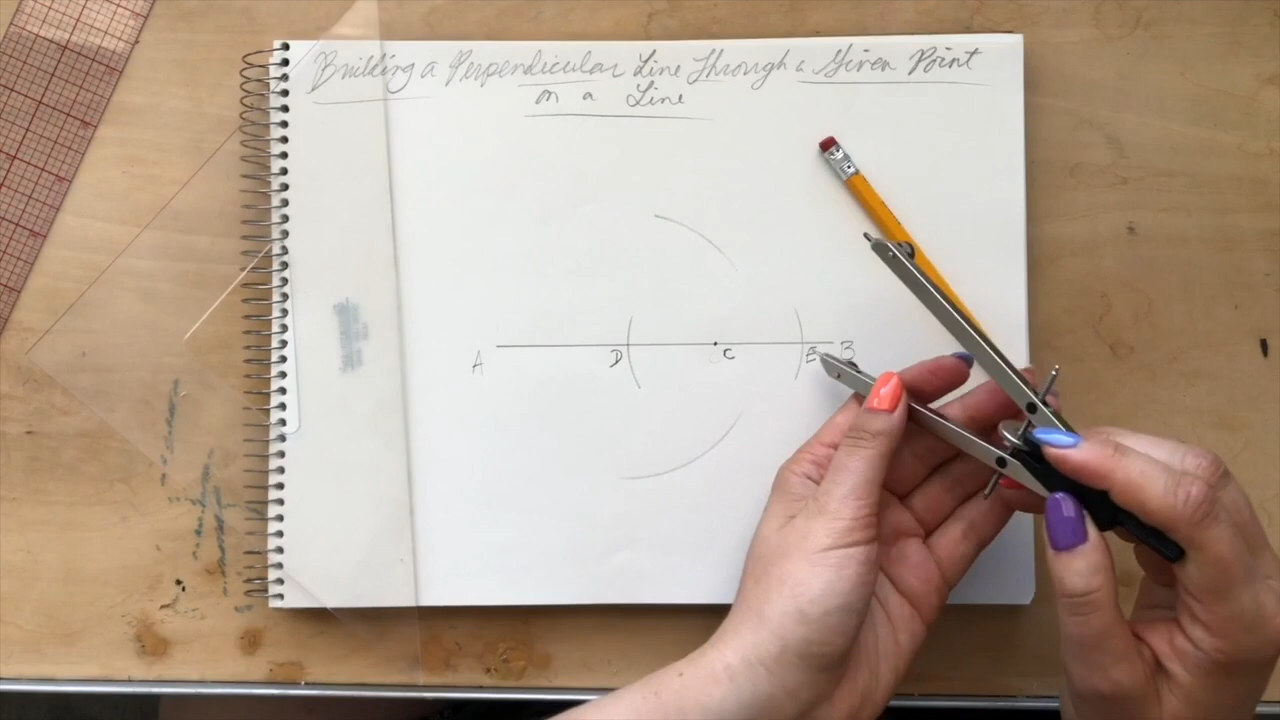 Building a Perpendicular Line Through a Given Point
on a Line
A D C E B